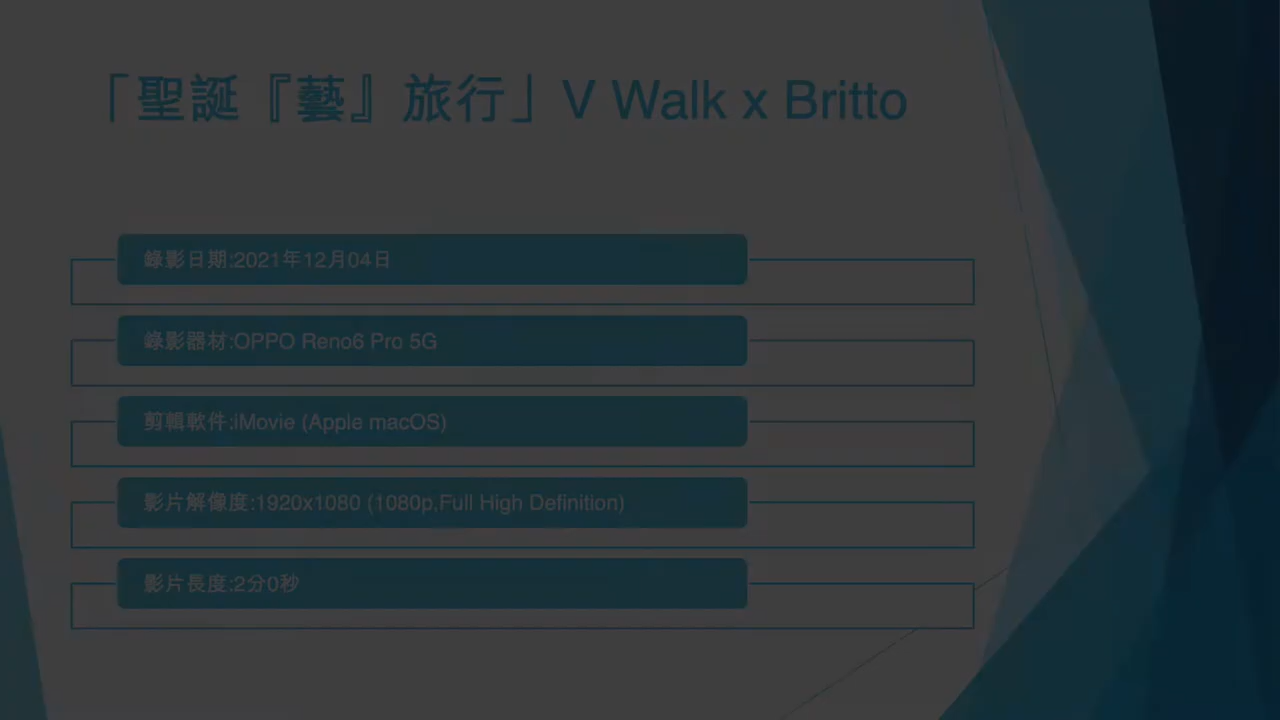 「聖誕『藝』旅行」V Walk x Britto
錄影日期:2021年12月04日
錄影器材:OPPO Reno6 Pro 5G
剪輯軟件:iMovie (Apple macOS)
影片解像度:1920x1080 (1080p,Full High Definition)
影片長度:2分0秒